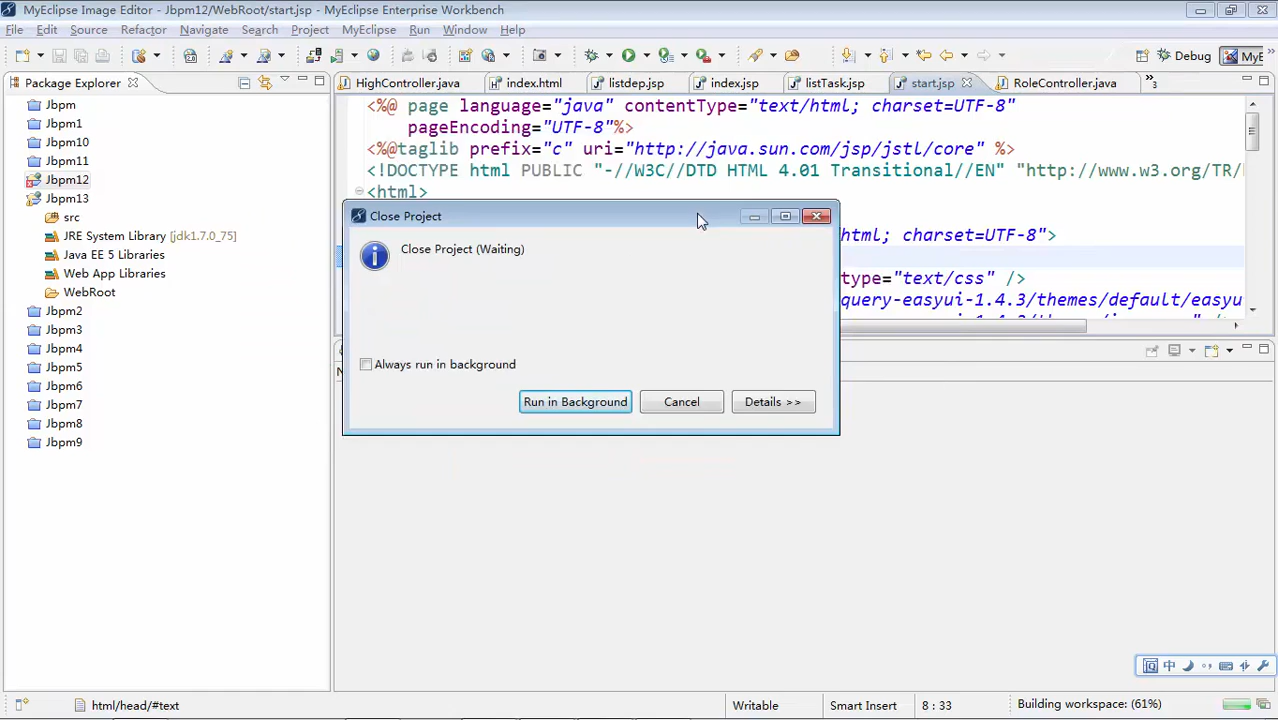 MyEclipse Image Editor - Jbpm12/WebRoot/start.jsp - MyEclipse Enterprise Workbench
File Edit Source Refactor Navigate Search Project MyEclipse Run Window Help
Debug MyE
Package Explorer
HighController.java index.html listdep.jsp index.jsp listTask.jsp start.jsp RoleController.java 3
Jbpm
Jbpm1
Jbpm10
Jbpm11
Jbpm12
Jbpm13
src
JRE System Library [jdk1.7.0_75]
Java EE 5 Libraries
Web App Libraries
WebRoot
Jbpm2
Jbpm3
Jbpm4
Jbpm5
Jbpm6
Jbpm7
Jbpm8
Jbpm9
<%@ page language="java" contentType="text/html; charset=UTF-8"
pageEncoding="UTF-8"%>
<%@taglib prefix="c" uri="http://java.sun.com/jsp/jstl/core" %>
<!DOCTYPE html PUBLIC "-//W3C//DTD HTML 4.01 Transitional//EN" "http://www.w3.org/TR/
<html>
html; charset=UTF-8">
type="text/css" />
query-easyui-1.4.3/themes/default/easyu
Close Project
Close Project (Waiting)
Always run in background
Run in Background Cancel Details >>
中
html/head/#text Writable Smart Insert 8 : 33 Building workspace: (61%)